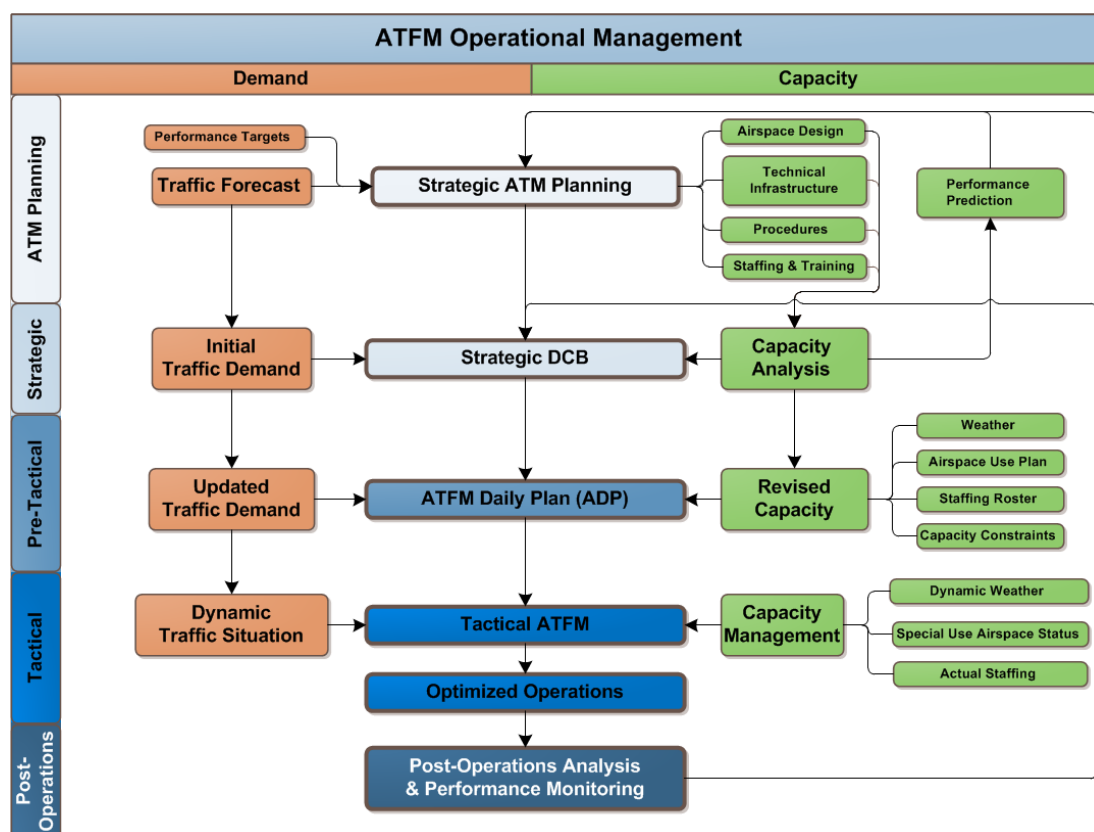 ATFM Operational Management
Demand
Capacity
ATM Planning
Performance Targets
Traffic Forecast
Strategic ATM Planning
Airspace Design
Technical
Infrastructure
Procedures
Staffing & Training
Performance
Prediction
Strategic
Initial
Traffic Demand
Strategic DCB
Capacity
Analysis
Pre-Tactical
Updated
Traffic Demand
ATFM Daily Plan (ADP)
Revised
Capacity
Weather
Airspace Use Plan
Staffing Roster
Capacity Constraints
Tactical
Dynamic
Traffic Situation
Tactical ATFM
Capacity
Management
Dynamic Weather
Special Use Airspace Status
Actual Staffing
Optimized Operations
Post-
Operations
Post-Operations Analysis
& Performance Monitoring